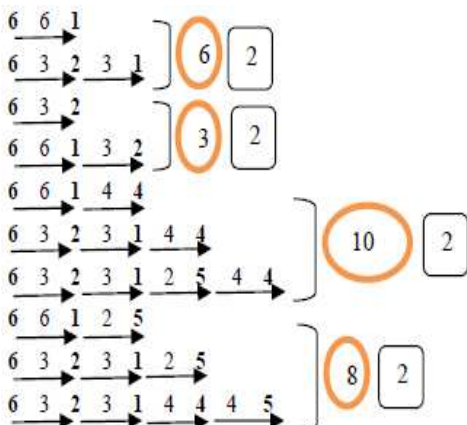 6 6 1
6 3 2 3 1
6 2
6 3 2
6 6 1 3 2
3 2
6 6 1 4 4
6 3 2 3 1 4 4
6 3 2 3 1 2 5 4 4
10 2
6 6 1 2 5
6 3 2 3 1 2 5
6 3 2 3 1 4 4 4 5
8 2